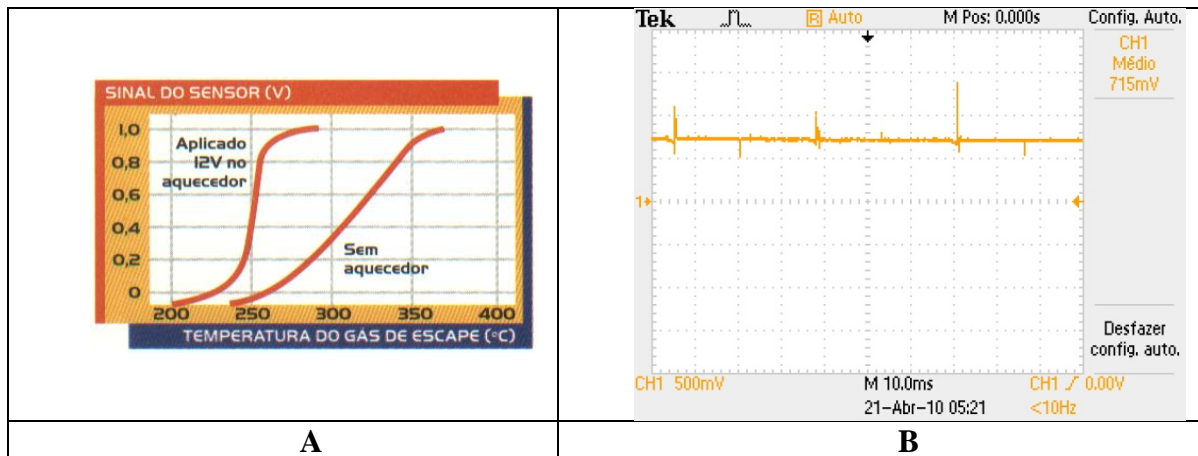 SINAL DO SENSOR (V)
1,0
0,8
0,6
0,4
0,2
0
Aplicado
12V no
aquecedor
Sem
aquecedor
200 250 300 350 400
TEMPERATURA DO GÁS DE ESCAPE (°C)
A
Tek R Auto M Pos: 0.000s Config. Auto.
CH1
Médio
715mV
1
Desfazer
config. auto.
CH1 500mV M 10.0ms CH1 0.00V
21-Abr-10 05:21 <10Hz
B